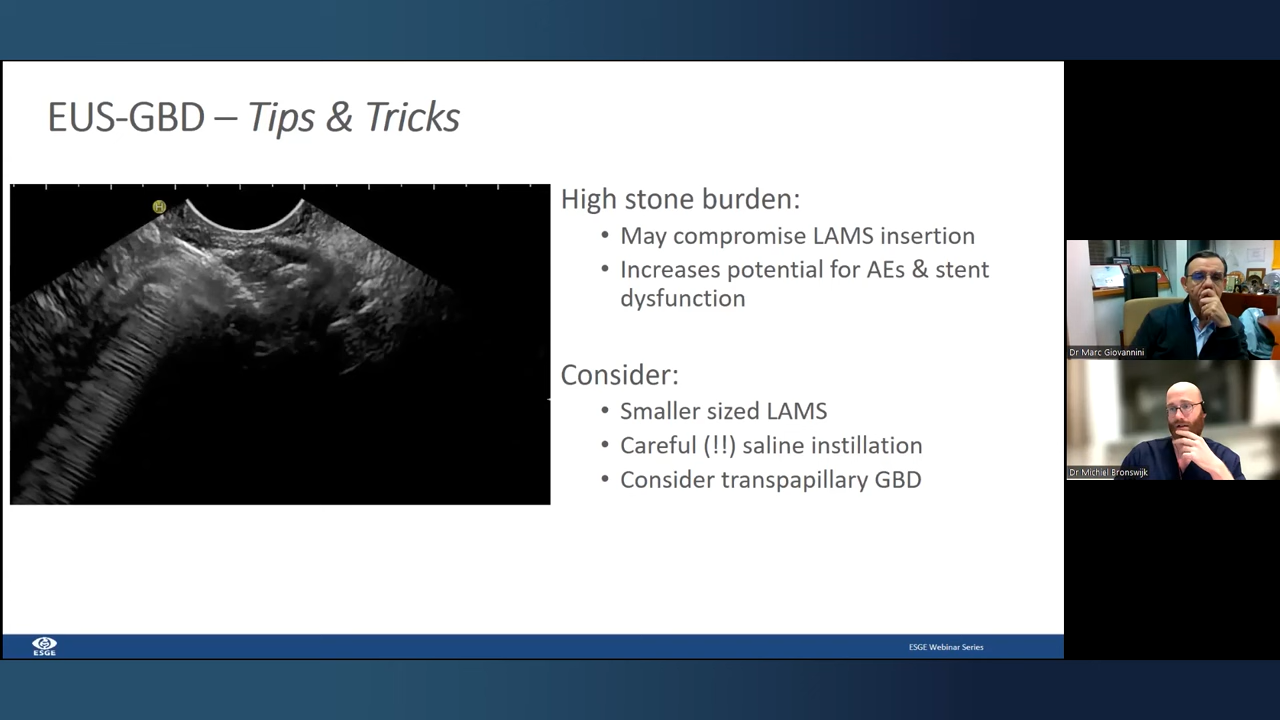 EUS-GBD – Tips & Tricks
High stone burden:
• May compromise LAMS insertion
• Increases potential for AEs & stent
dysfunction
Consider:
• Smaller sized LAMS
• Careful (!!) saline instillation
• Consider transpapillary GBD
Dr Marc Giovannini
Dr Michiel Bronswijk
ESGE
ESGE Webinar Series